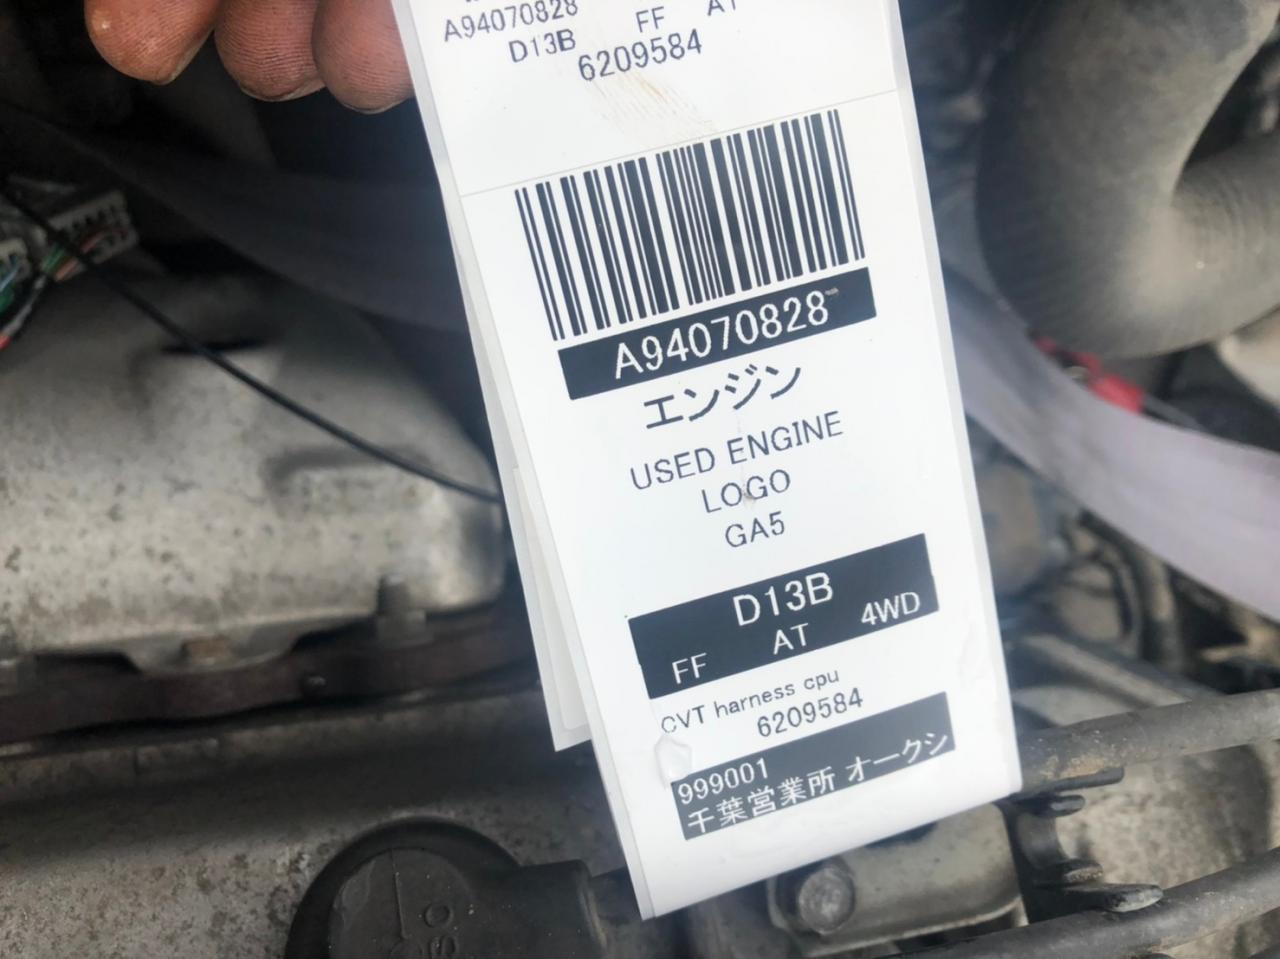 A94070828
D13B FF AT
6209584
A94070828
エンジン
USED ENGINE
LOGO
GA5
D13B
FF AT 4WD
CVT harness cpu
6209584
999001
千葉営業所 オークシ